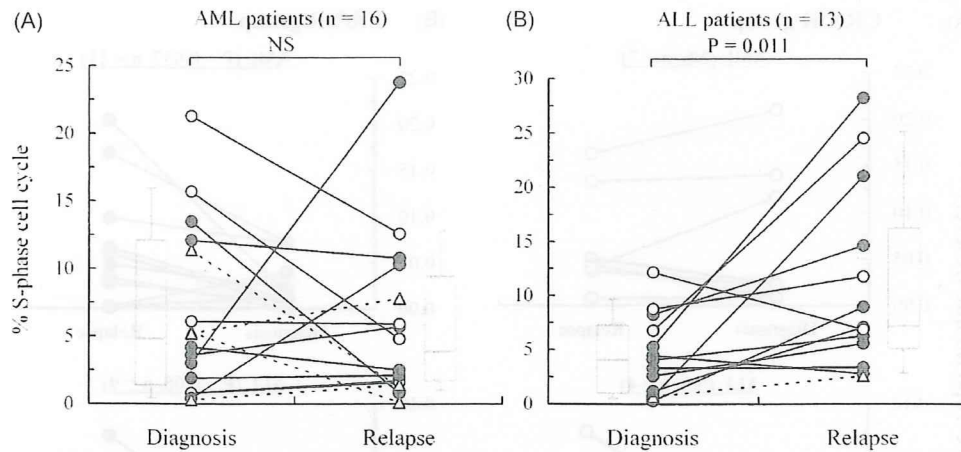 (A)
AML patients (n = 16)
NS
25
20
15
10
5
0
% S-phase cell cycle
Diagnosis
Relapse
(B)
ALL patients (n = 13)
P = 0.011
30
25
20
15
10
5
0
Diagnosis
Relapse